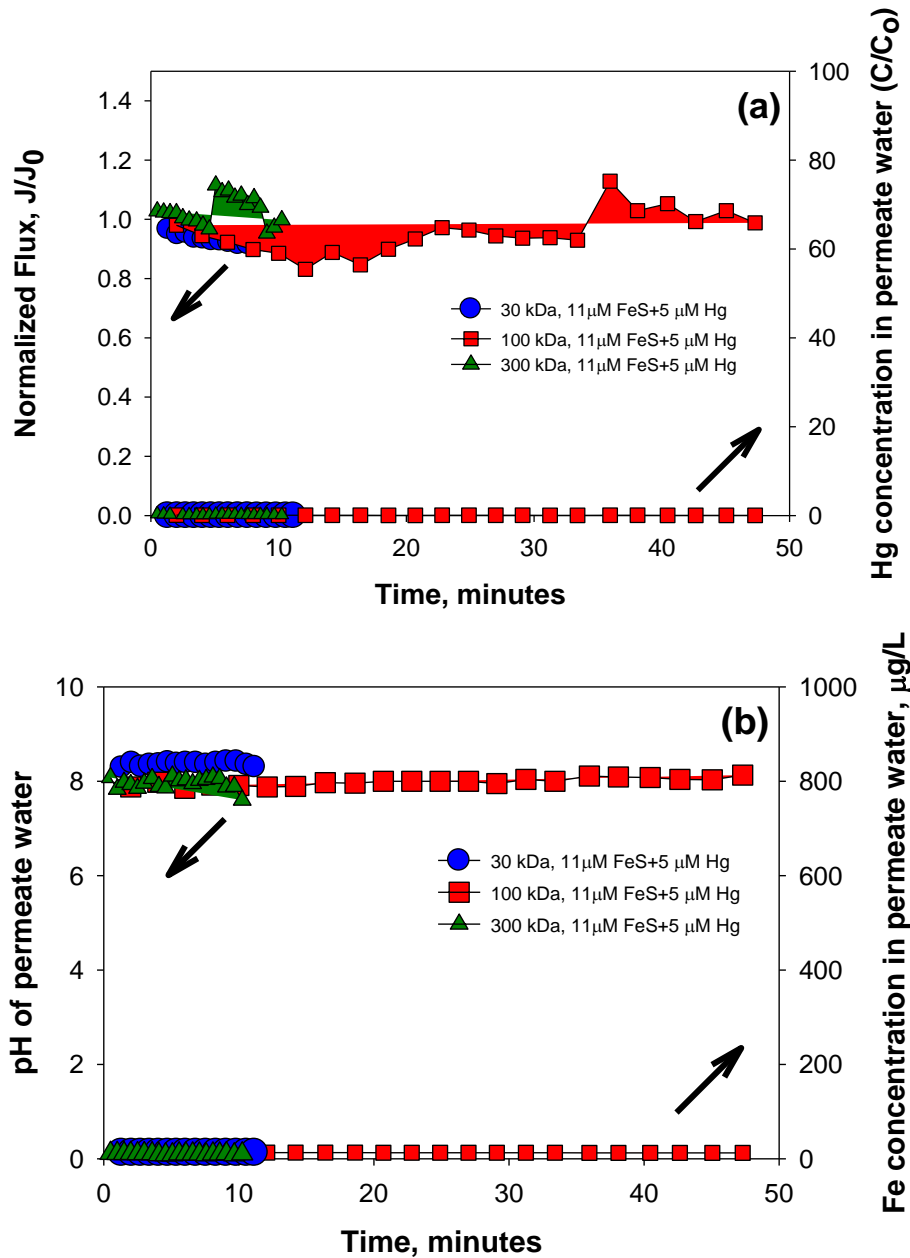 (a)
Normalized Flux, J/J0
1.4
1.2
1.0
0.8
0.6
0.4
0.2
0.0
100
80
60
40
20
0
Hg concentration in permeate water (C/Co)
30 kDa, 11μM FeS+5 μM Hg
100 kDa, 11μM FeS+5 μM Hg
300 kDa, 11μM FeS+5 μM Hg
0 10 20 30 40 50
Time, minutes
(b)
pH of permeate water
10
8
6
4
2
0
1000
800
600
400
200
0
Fe concentration in permeate water, μg/L
30 kDa, 11μM FeS+5 μM Hg
100 kDa, 11μM FeS+5 μM Hg
300 kDa, 11μM FeS+5 μM Hg
0 10 20 30 40 50
Time, minutes